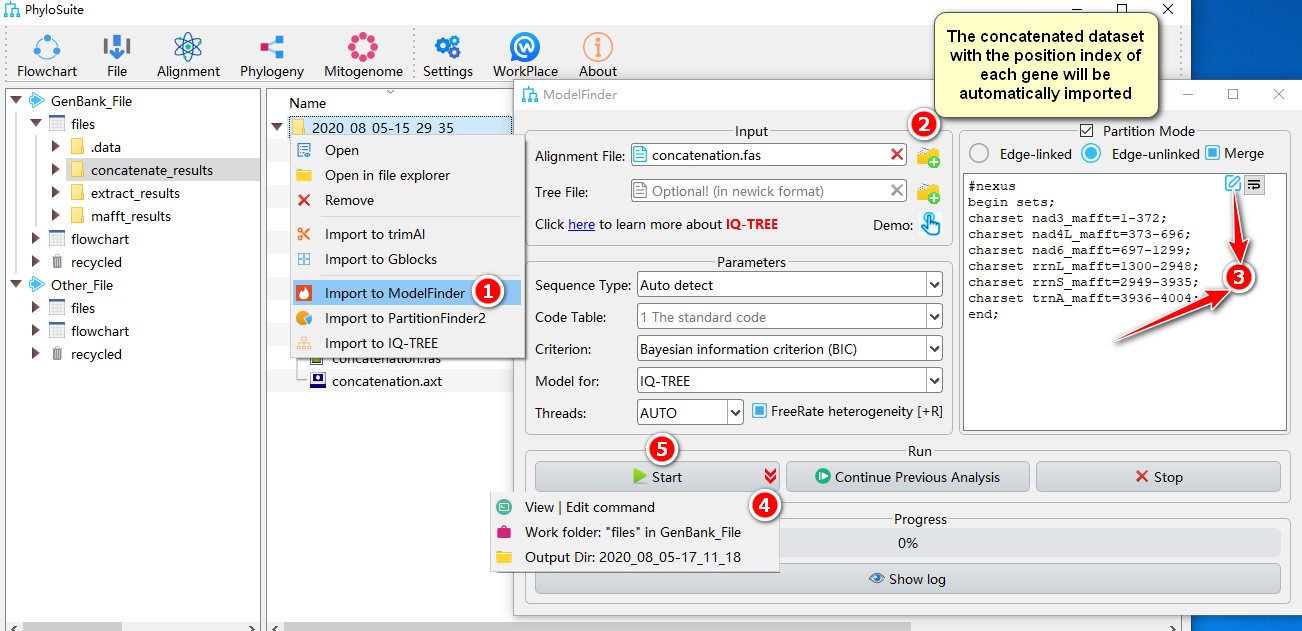 PhyloSuite
Flowchart
File
Alignment
Phylogeny
Mitogenome
Settings
WorkPlace
About
The concatenated dataset
with the position index of
each gene will be
automatically imported
GenBank_File
files
.data
concatenate_results
extract_results
mafft_results
flowchart
recycled
Other_File
files
flowchart
recycled
Name
2020_08_05-15_29_35
Open
Open in file explorer
Remove
Import to trimAl
Import to Gblocks
Import to ModelFinder
1
Import to PartitionFinder2
Import to IQ-TREE
concatenation.fas
concatenation.axt
ModelFinder
Input
2
Alignment File:
concatenation.fas
Tree File:
Optional! (in newick format)
Click here to learn more about IQ-TREE
Demo:
Parameters
Sequence Type:
Auto detect
Code Table:
1 The standard code
Criterion:
Bayesian information criterion (BIC)
Model for:
IQ-TREE
Threads:
AUTO
FreeRate heterogeneity [+R]
Partition Mode
Edge-linked
Edge-unlinked
Merge
#nexus
begin sets;
charset nad3_mafft=1-372;
charset nad4L_mafft=373-696;
charset nad6_mafft=697-1299;
charset rrnL_mafft=1300-2948;
charset rrnS_mafft=2949-3935;
charset trnA_mafft=3936-4004;
end;
3
Run
5
Start
Continue Previous Analysis
Stop
4
View | Edit command
Work folder: "files" in GenBank_File
Output Dir: 2020_08_05-17_11_18
Progress
0%
Show log